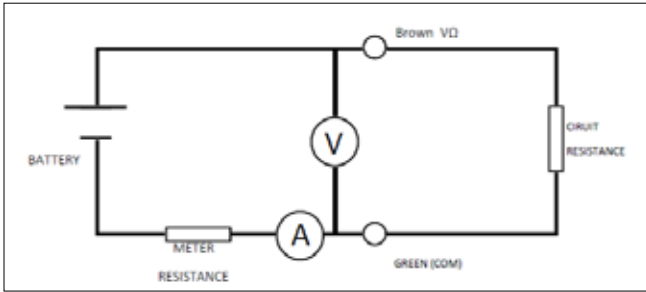 Brown VΩ
V
CIRUIT
RESISTANCE
BATTERY
A
METER
RESISTANCE
GREEN (COM)